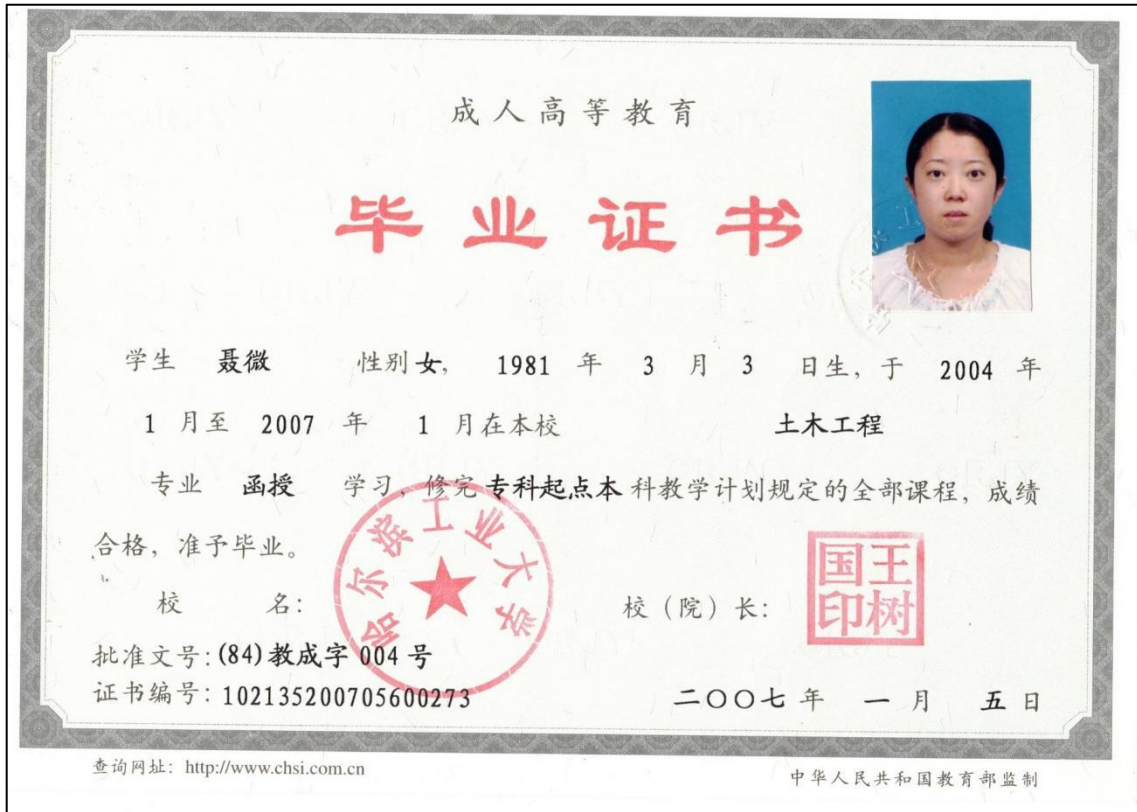 成人高等教育
毕业证书
学生 聂微 性别 女, 1981 年 3 月 3 日生, 于 2004 年
1 月至 2007 年 1 月在本校 土木工程
专业 函授 学习, 修完 专科起点本 科教学计划规定的全部课程, 成绩
合格, 准予毕业。
哈尔滨工业大学
校 名: 校（院）长:
王树国印
批准文号: (84)教成字 004 号
证书编号: 102135200705600273 二〇〇七 年 一 月 五 日
查询网址: http://www.chsi.com.cn 中华人民共和国教育部监制